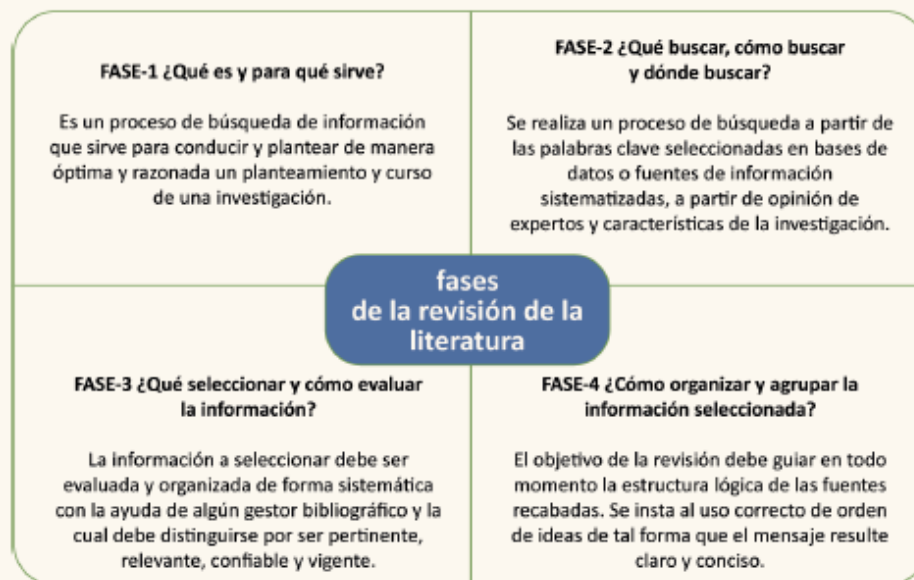 FASE-1 ¿Qué es y para qué sirve?
Es un proceso de búsqueda de información
que sirve para conducir y plantear de manera
óptima y razonada un planteamiento y curso
de una investigación.
FASE-2 ¿Qué buscar, cómo buscar
y dónde buscar?
Se realiza un proceso de búsqueda a partir de
las palabras clave seleccionadas en bases de
datos o fuentes de información
sistematizadas, a partir de opinión de
expertos y características de la investigación.
fases
de la revisión de la
literatura
FASE-3 ¿Qué seleccionar y cómo evaluar
la información?
La información a seleccionar debe ser
evaluada y organizada de forma sistemática
con la ayuda de algún gestor bibliográfico y la
cual debe distinguirse por ser pertinente,
relevante, confiable y vigente.
FASE-4 ¿Cómo organizar y agrupar la
información seleccionada?
El objetivo de la revisión debe guiar en todo
momento la estructura lógica de las fuentes
recabadas. Se insta al uso correcto de orden
de ideas de tal forma que el mensaje resulte
claro y conciso.